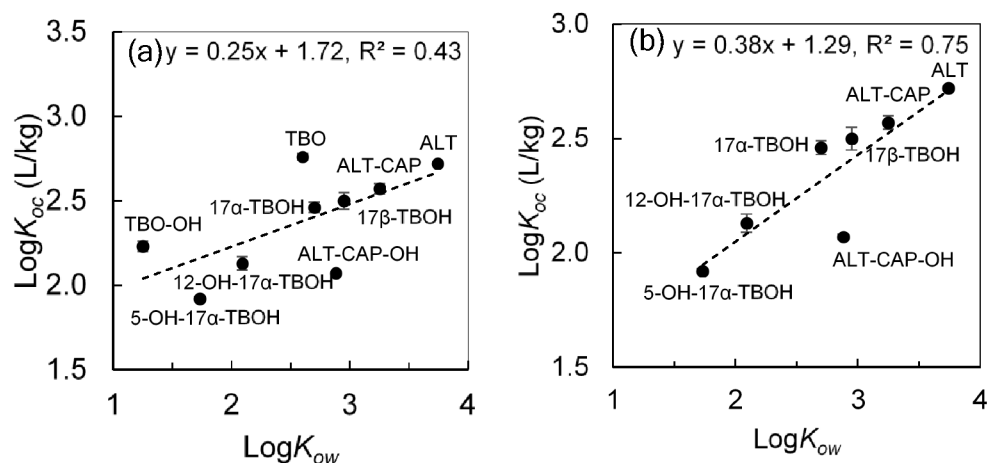 (a) y = 0.25x + 1.72, R² = 0.43
3.5
3.0
2.5
2.0
1.5
LogKoc (L/kg)
TBO
ALT
ALT-CAP
17α-TBOH
17β-TBOH
TBO-OH
ALT-CAP-OH
12-OH-17α-TBOH
5-OH-17α-TBOH
1
2
3
4
LogKow
(b) y = 0.38x + 1.29, R² = 0.75
3.0
2.5
2.0
1.5
LogKoc (L/kg)
ALT
ALT-CAP
17α-TBOH
17β-TBOH
12-OH-17α-TBOH
ALT-CAP-OH
5-OH-17α-TBOH
1
2
3
4
LogKow